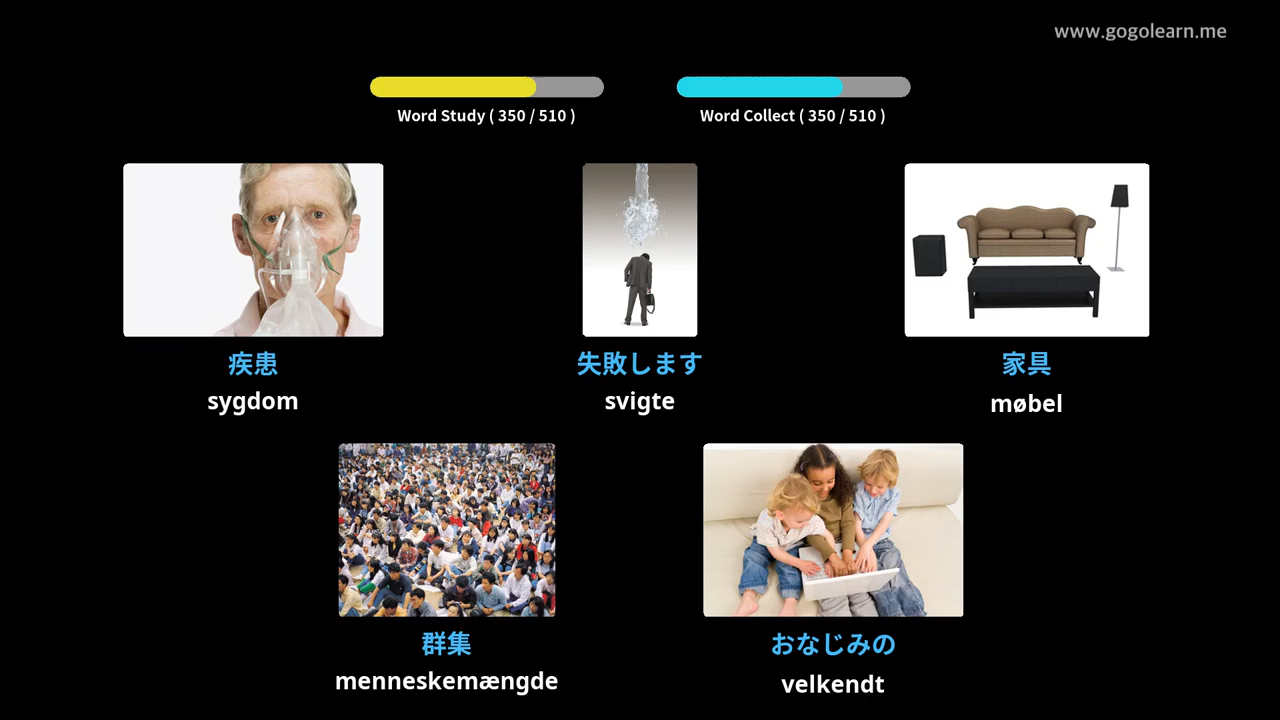 www.gogolearn.me
Word Study ( 350 / 510 )
Word Collect ( 350 / 510 )
疾患
sygdom
失敗します
svigte
家具
møbel
群集
menneskemængde
おなじみの
velkendt